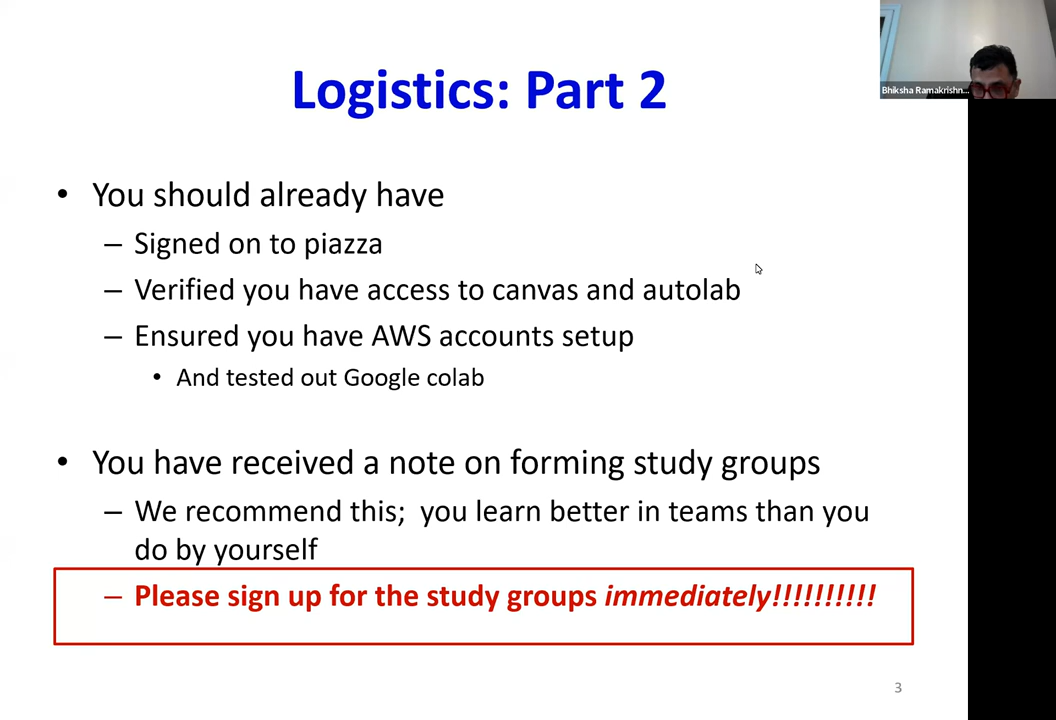 Bhiksha Ramakrishn...
Logistics: Part 2
• You should already have
– Signed on to piazza
– Verified you have access to canvas and autolab
– Ensured you have AWS accounts setup
• And tested out Google colab
• You have received a note on forming study groups
– We recommend this; you learn better in teams than you
do by yourself
– Please sign up for the study groups immediately!!!!!!!!!!
3